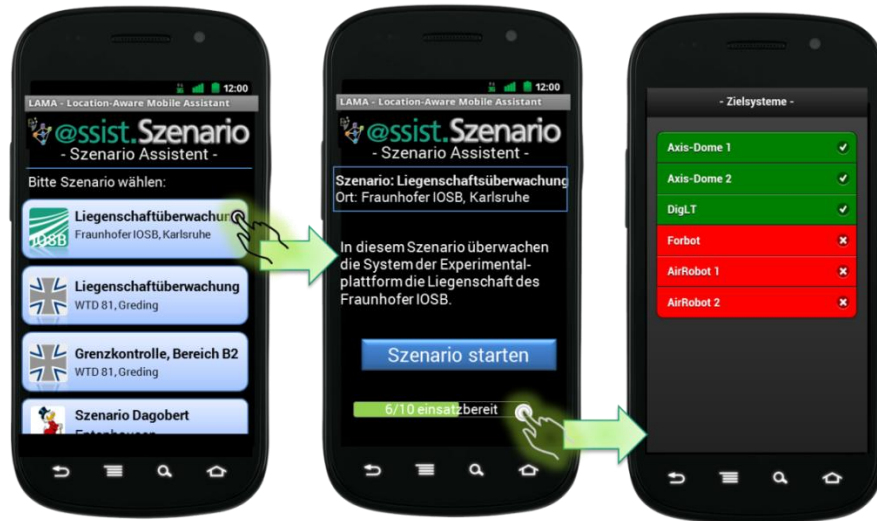 12:00
LAMA - Location-Aware Mobile Assistant
@ssist.Szenario
- Szenario Assistent -
Bitte Szenario wählen:
Liegenschaftüberwachung
Fraunhofer IOSB, Karlsruhe
IOSB
Liegenschaftüberwachung
WTD 81, Greding
Grenzkontrolle, Bereich B2
WTD 81, Greding
Szenario Dagobert
Entenhausen
12:00
LAMA - Location-Aware Mobile Assistant
@ssist.Szenario
- Szenario Assistent -
Szenario: Liegenschaftsüberwachung
Ort: Fraunhofer IOSB, Karlsruhe
In diesem Szenario überwachen
die System der Experimental-
plattform die Liegenschaft des
Fraunhofer IOSB.
Szenario starten
6/10 einsatzbereit
- Zielsysteme -
Axis-Dome 1
Axis-Dome 2
DigLT
Forbot
AirRobot 1
AirRobot 2